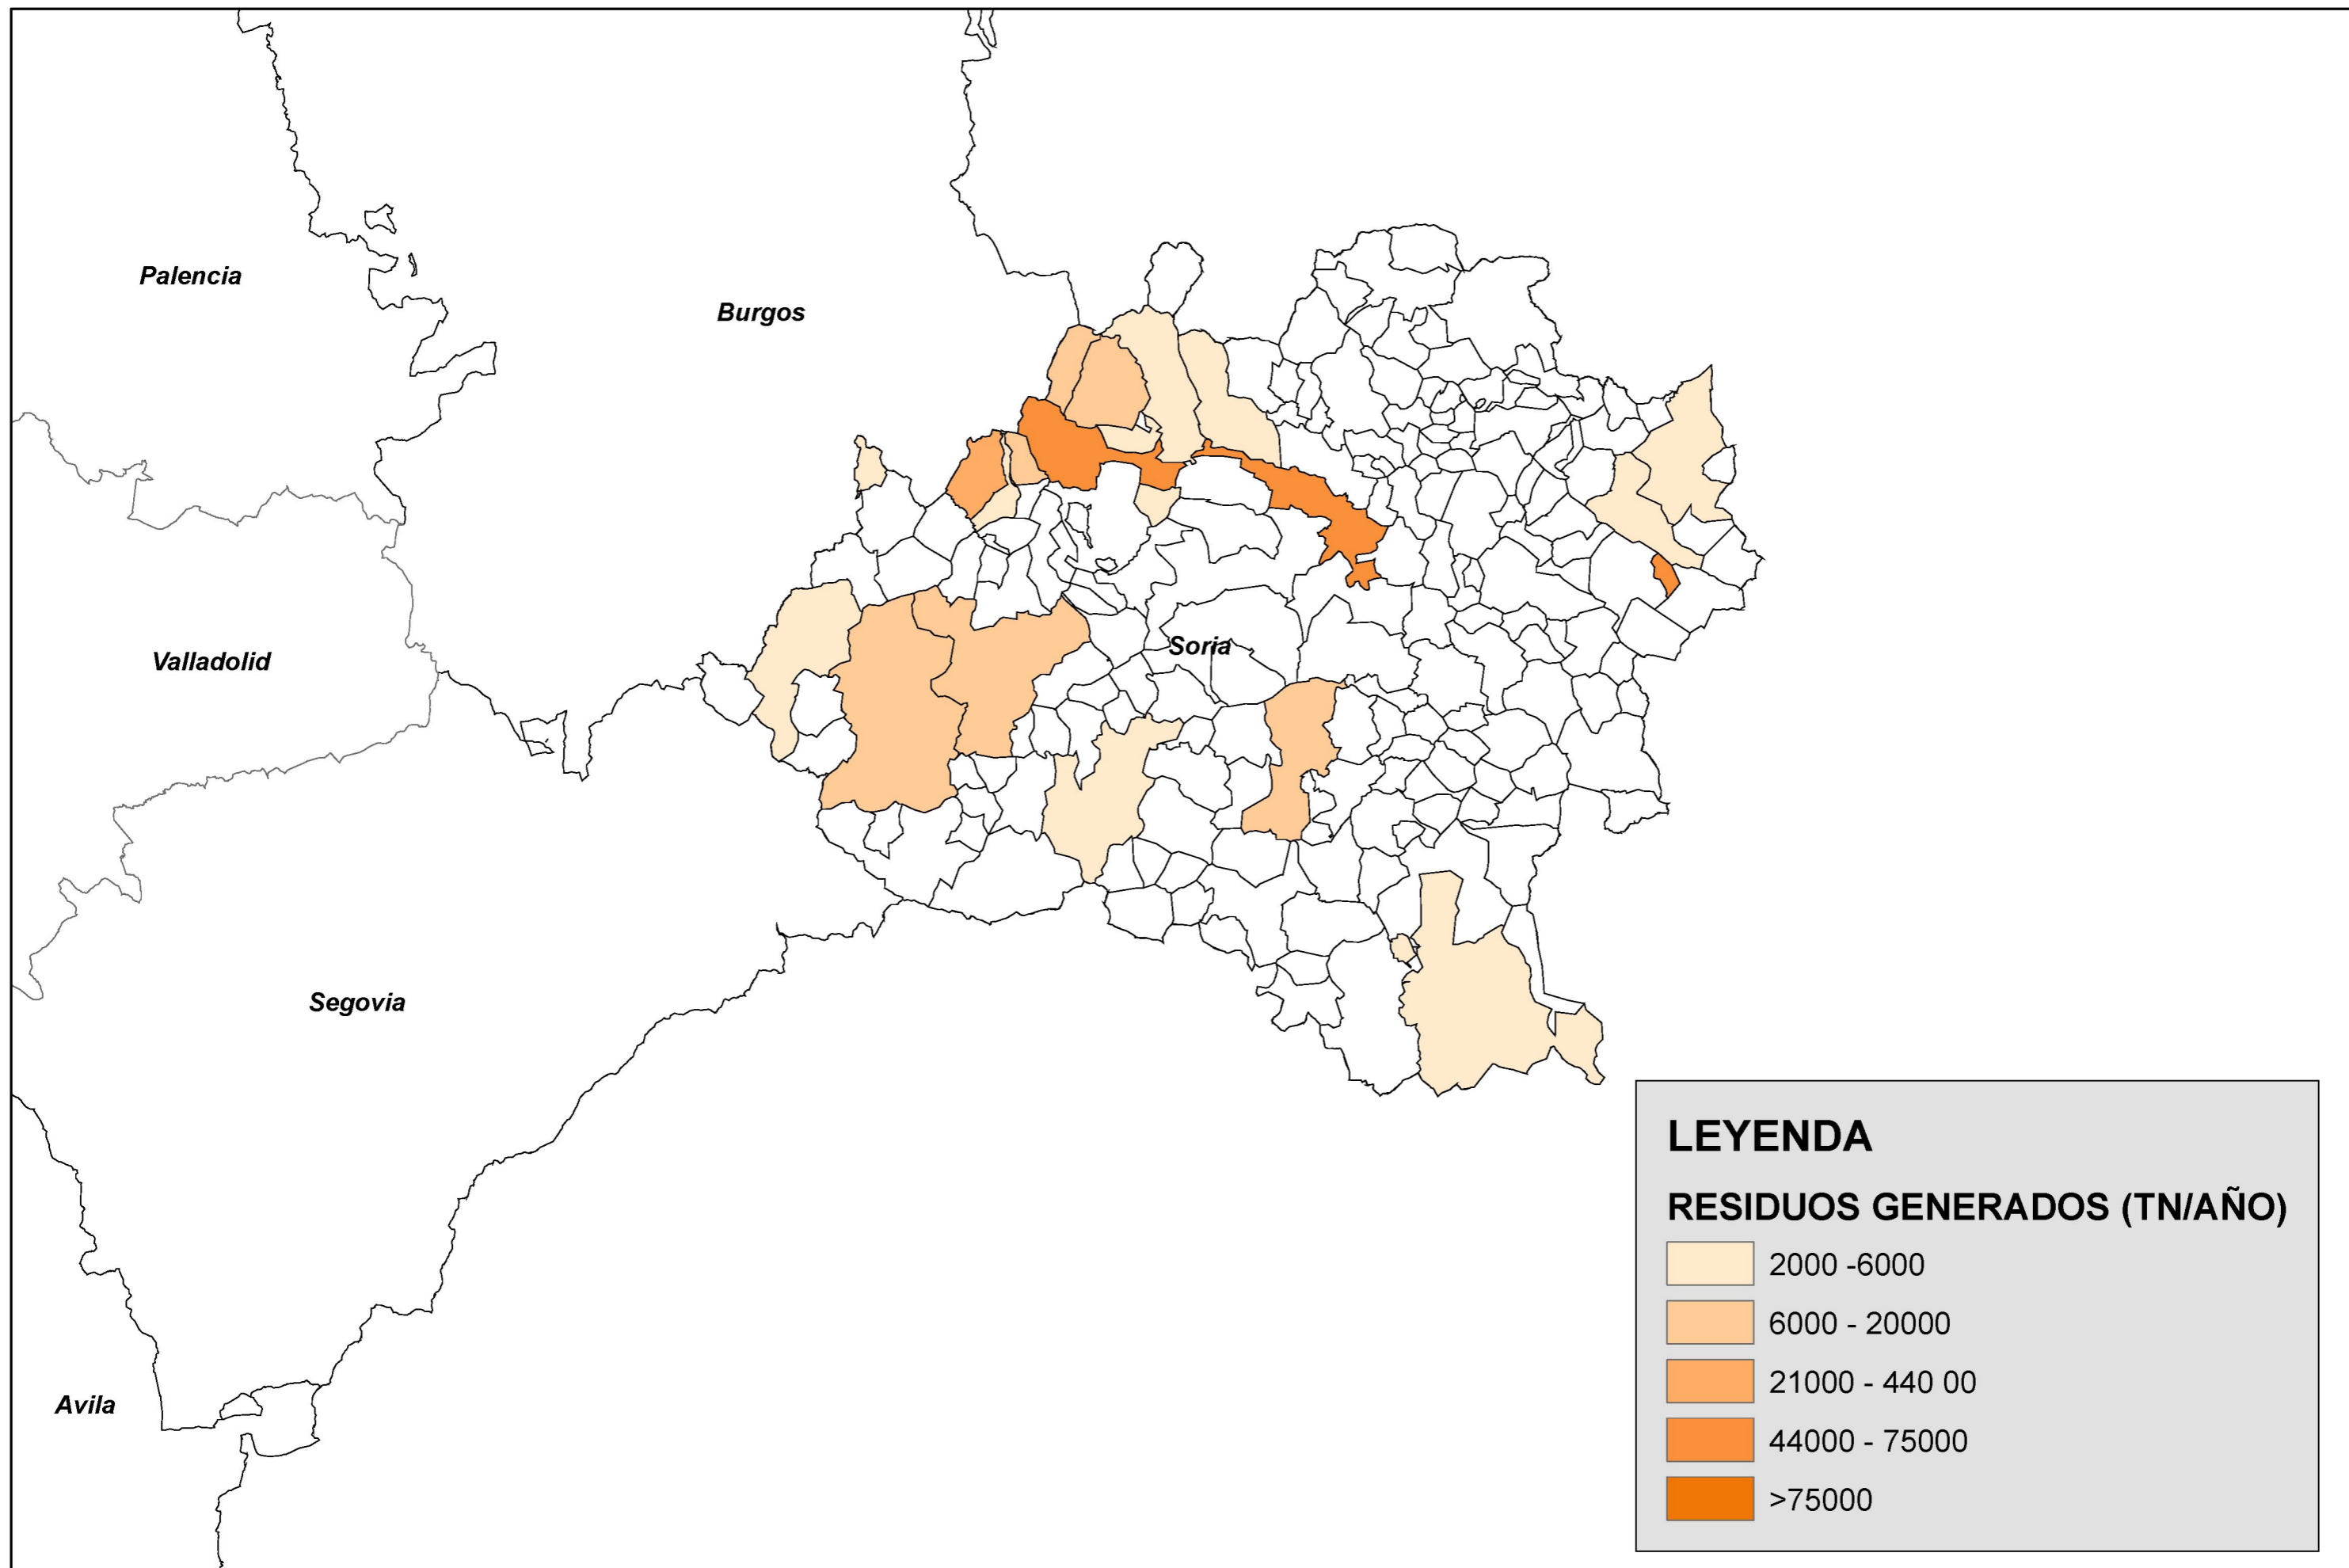 Palencia
Burgos
Valladolid
Soria
Segovia
Avila
LEYENDA
RESIDUOS GENERADOS (TN/AÑO)
2000 -6000
6000 - 20000
21000 - 440 00
44000 - 75000
>75000